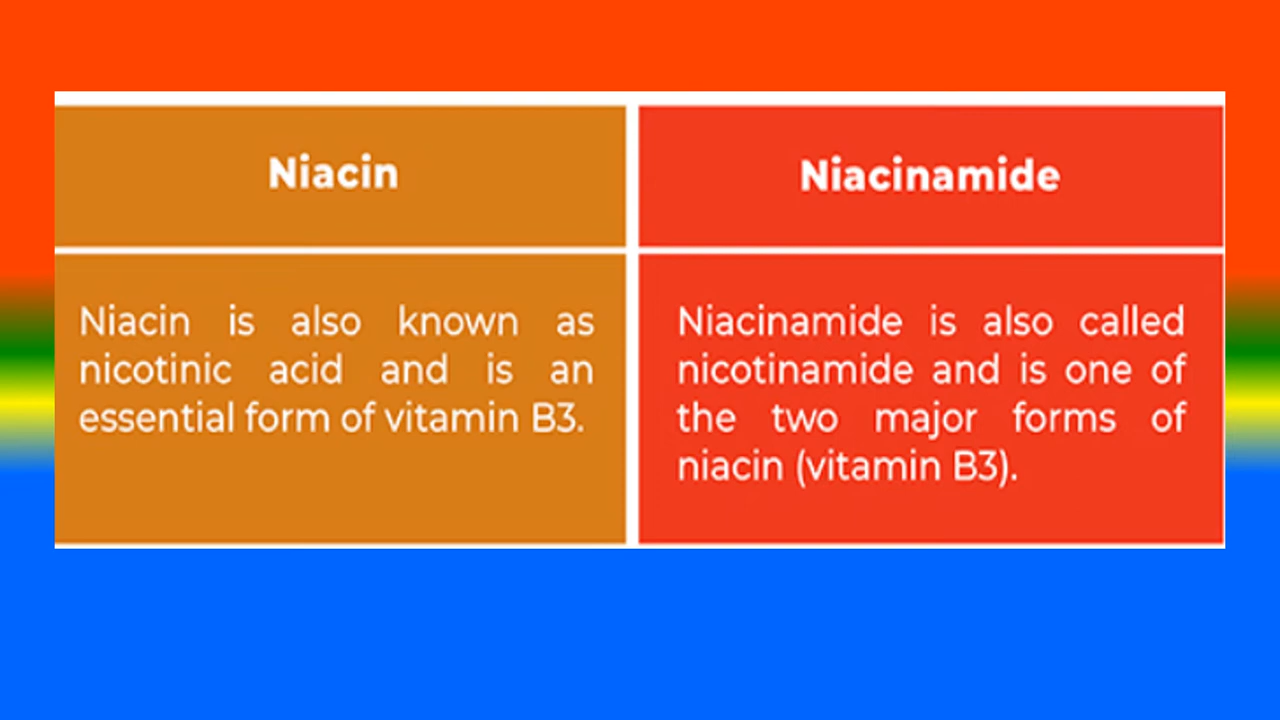 Niacin
Niacinamide
Niacin is also known as
nicotinic acid and is an
essential form of vitamin B3.
Niacinamide is also called
nicotinamide and is one of
the two major forms of
niacin (vitamin B3).